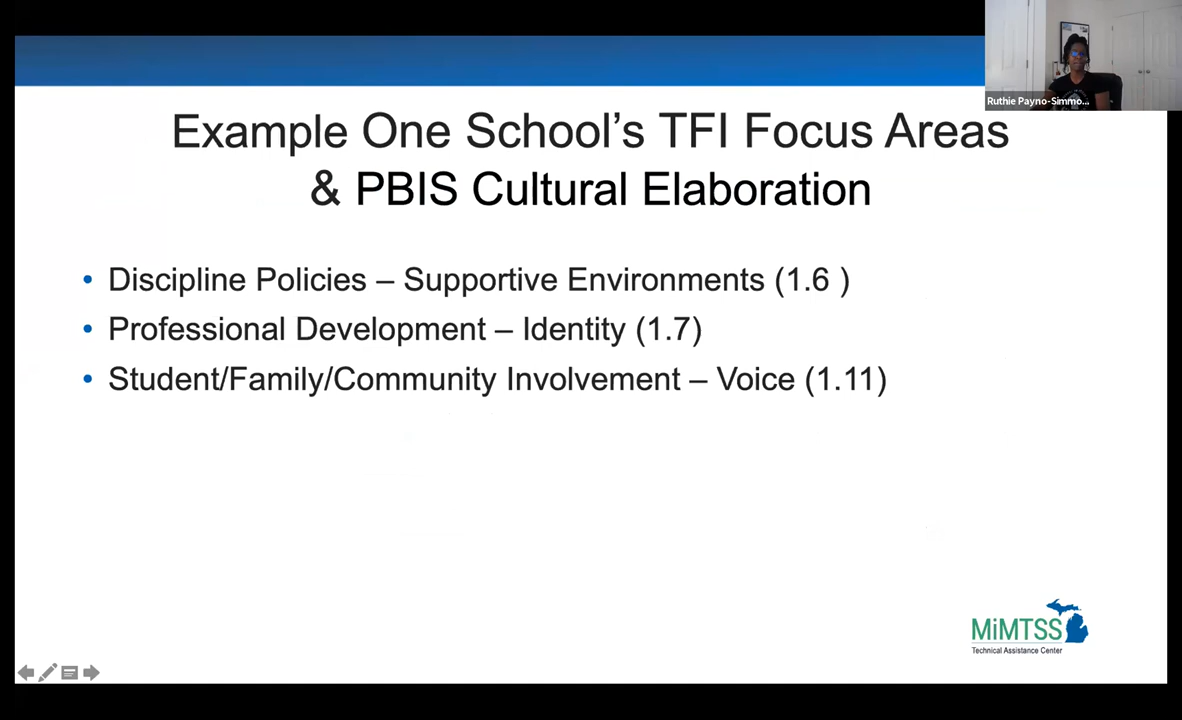 Ruthie Payno-Simmo...
Example One School's TFI Focus Areas
& PBIS Cultural Elaboration
• Discipline Policies – Supportive Environments (1.6 )
• Professional Development – Identity (1.7)
• Student/Family/Community Involvement – Voice (1.11)
MiMTSS
Technical Assistance Center